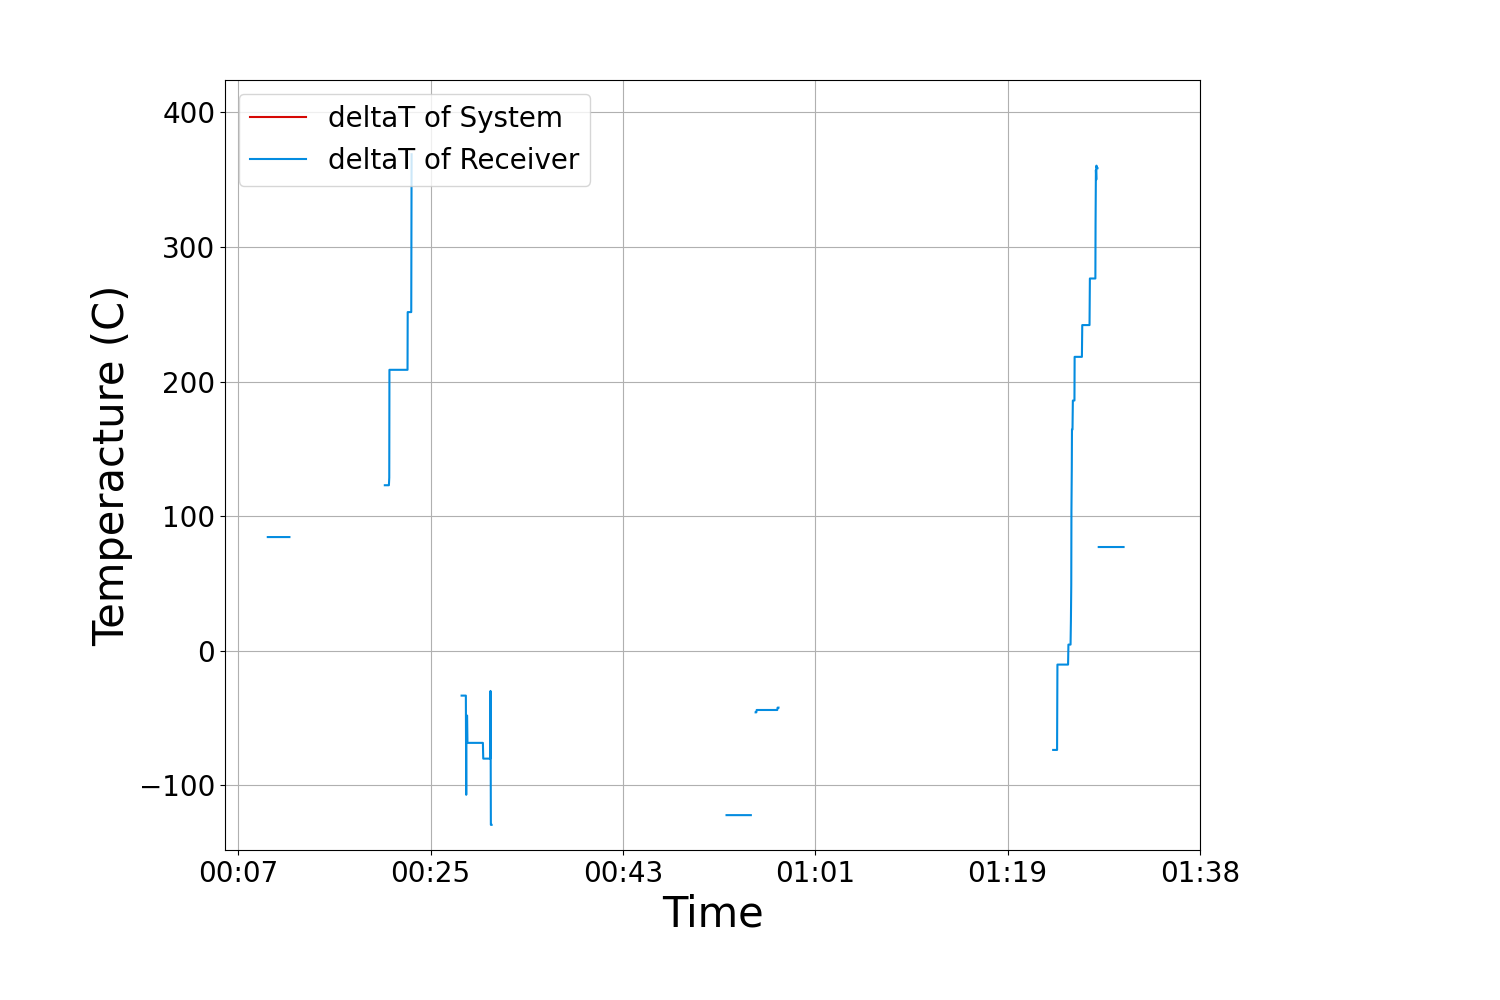 deltaT of System
deltaT of Receiver
400
300
200
100
0
−100
Temperacture (C)
00:07 00:25 00:43 01:01 01:19 01:38
Time